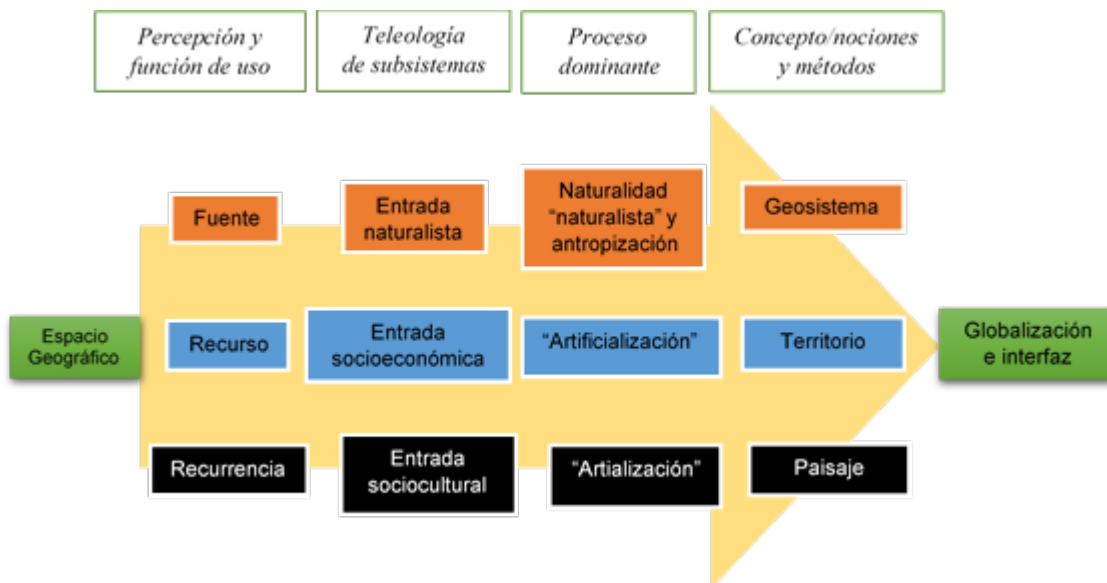 Percepción y
función de uso
Teleología
de subsistemas
Proceso
dominante
Concepto/nociones
y métodos
Fuente
Entrada
naturalista
Naturalidad
“naturalista” y
antropización
Geosistema
Espacio
Geográfico
Recurso
Entrada
socioeconómica
“Artificialización”
Territorio
Globalización
e interfaz
Recurrencia
Entrada
sociocultural
“Artialización”
Paisaje